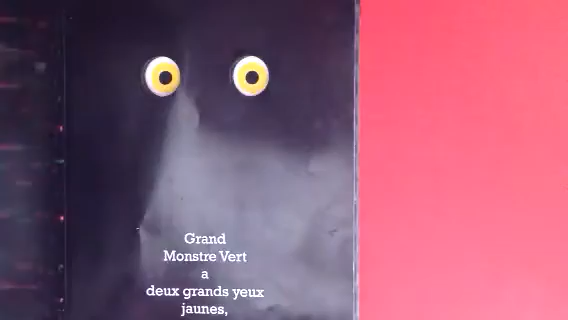 Grand
Monstre Vert
a
deux grands yeux
jaunes,